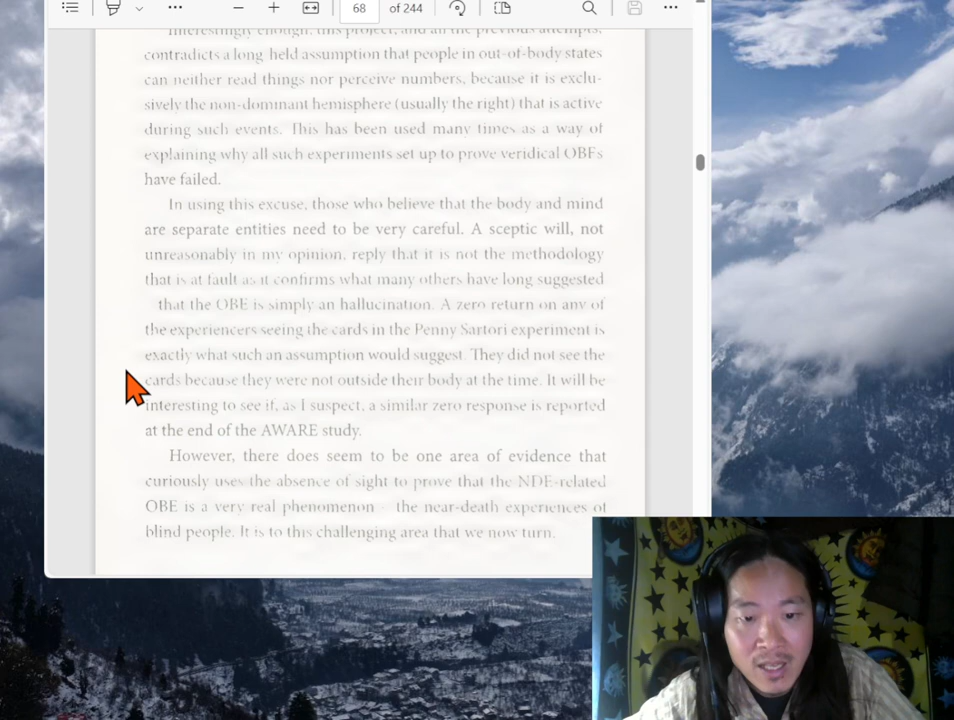 68 of 244
Interestingly enough, this project, and all the previous attempts,
contradicts a long-held assumption that people in out-of-body states
can neither read things nor perceive numbers, because it is exclu-
sively the non-dominant hemisphere (usually the right) that is active
during such events. This has been used many times as a way of
explaining why all such experiments set up to prove veridical OBEs
have failed.
In using this excuse, those who believe that the body and mind
are separate entities need to be very careful. A sceptic will, not
unreasonably in my opinion, reply that it is not the methodology
that is at fault as it confirms what many others have long suggested
that the OBE is simply an hallucination. A zero return on any of
the experiencers seeing the cards in the Penny Sartori experiment is
exactly what such an assumption would suggest. They did not see the
cards because they were not outside their body at the time. It will be
interesting to see if, as I suspect, a similar zero response is reported
at the end of the AWARE study.
However, there does seem to be one area of evidence that
curiously uses the absence of sight to prove that the NDE-related
OBE is a very real phenomenon - the near-death experiences of
blind people. It is to this challenging area that we now turn.